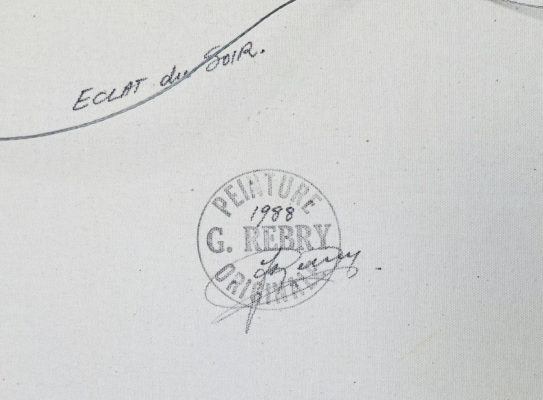 ECLAT du SOIR.
PEINTURE
1988
G. REBRY
ORIGINALE